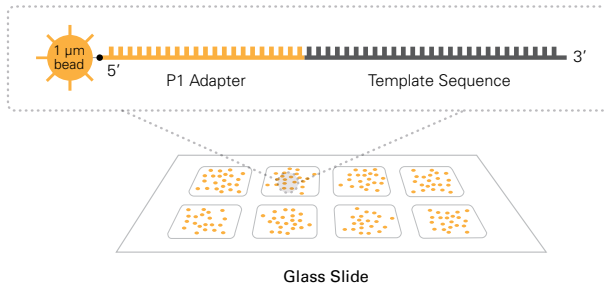 1 µm
bead
5′
3′
P1 Adapter
Template Sequence
Glass Slide